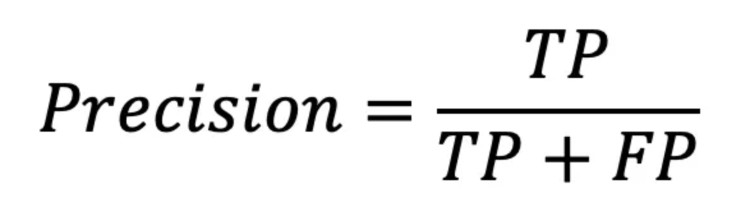 Precision = TP / TP + FP